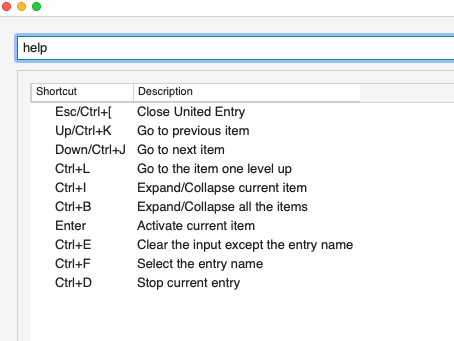 help
Shortcut Description
Esc/Ctrl+[ Close United Entry
Up/Ctrl+K Go to previous item
Down/Ctrl+J Go to next item
Ctrl+L Go to the item one level up
Ctrl+I Expand/Collapse current item
Ctrl+B Expand/Collapse all the items
Enter Activate current item
Ctrl+E Clear the input except the entry name
Ctrl+F Select the entry name
Ctrl+D Stop current entry